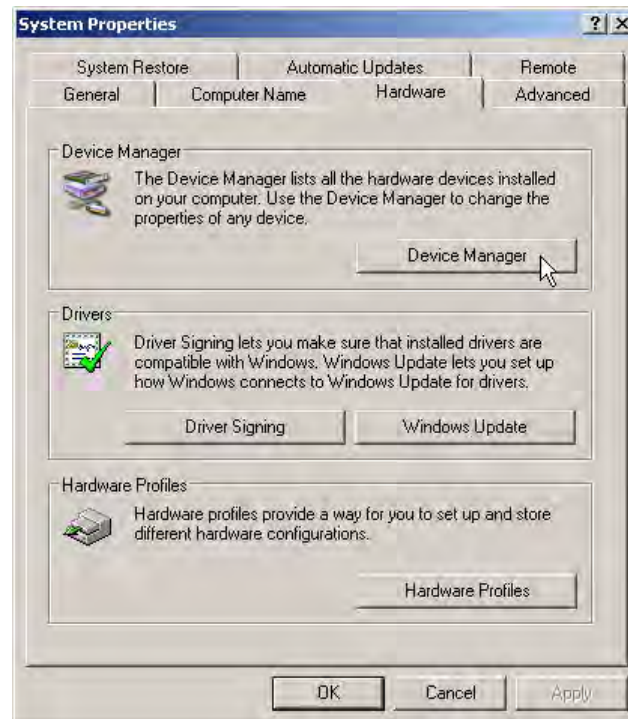 System Properties
System Restore Automatic Updates Remote
General Computer Name Hardware Advanced
Device Manager
The Device Manager lists all the hardware devices installed
on your computer. Use the Device Manager to change the
properties of any device.
Device Manager
Drivers
Driver Signing lets you make sure that installed drivers are
compatible with Windows. Windows Update lets you set up
how Windows connects to Windows Update for drivers.
Driver Signing Windows Update
Hardware Profiles
Hardware profiles provide a way for you to set up and store
different hardware configurations.
Hardware Profiles
OK Cancel Apply